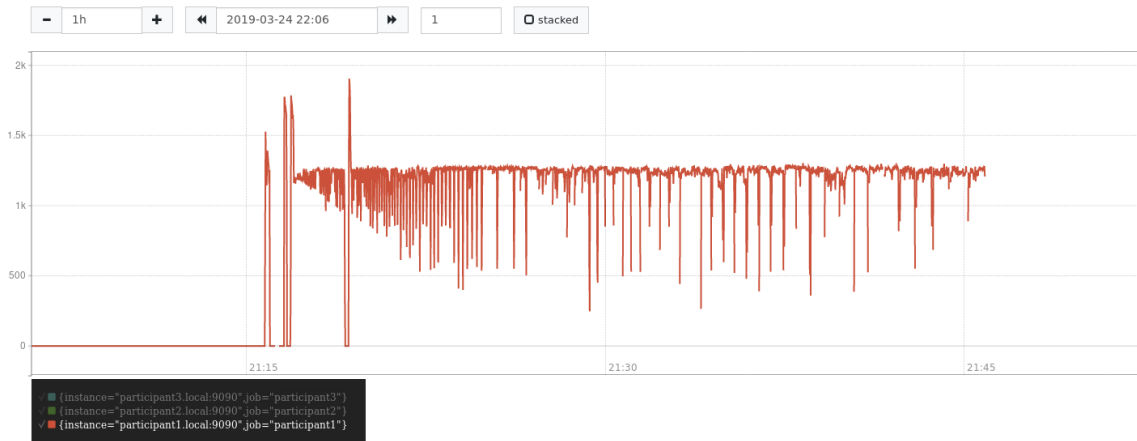 1h 2019-03-24 22:06 1 stacked
2k
1.5k
1k
500
0
21:15 21:30 21:45
{instance="participant3.local:9090",job="participant3"}
{instance="participant2.local:9090",job="participant2"}
{instance="participant1.local:9090",job="participant1"}